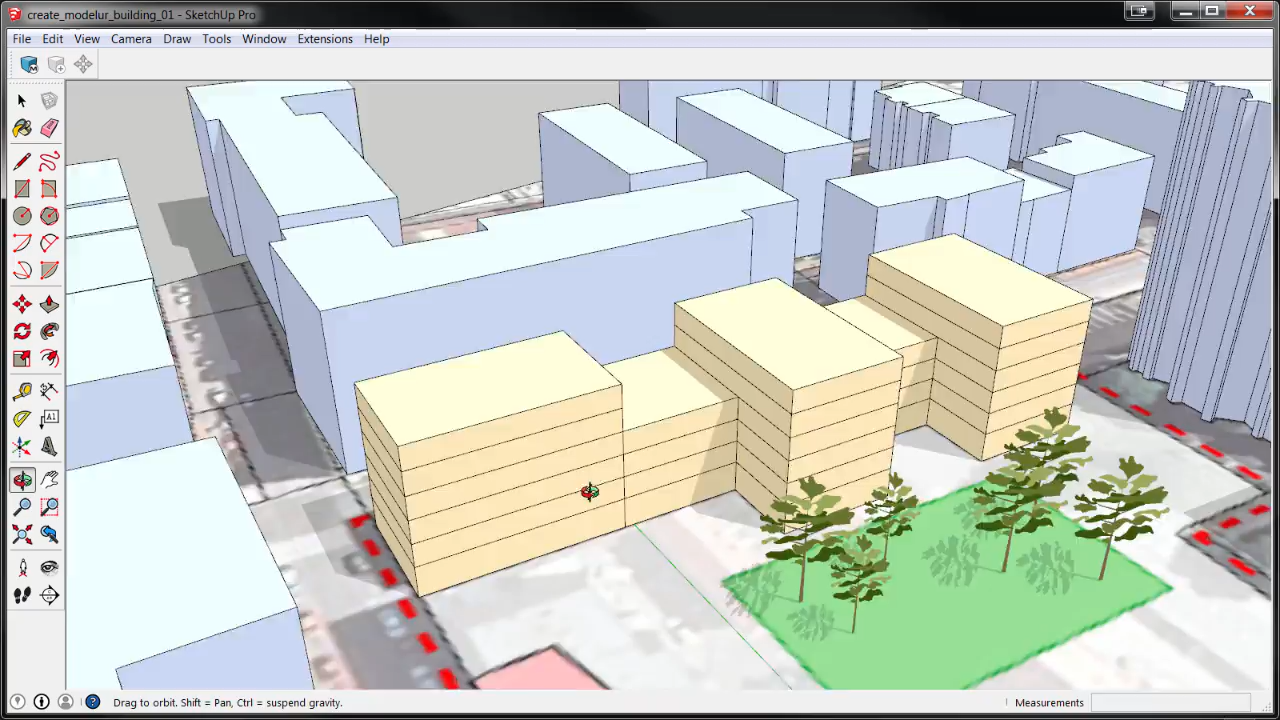 create_modelur_building_01 - SketchUp Pro
File Edit View Camera Draw Tools Window Extensions Help
A1
Drag to orbit. Shift = Pan, Ctrl = suspend gravity.
Measurements